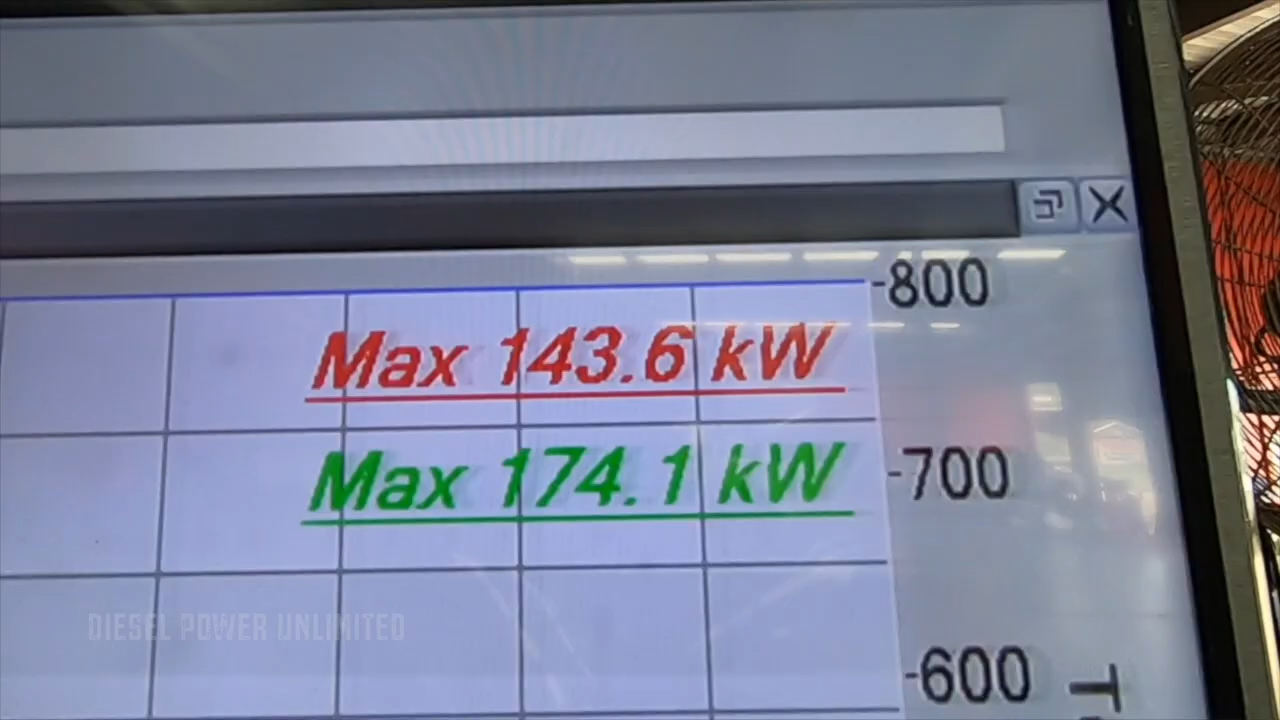 -800
Max 143.6 kW
Max 174.1 kW
-700
DIESEL POWER UNLIMITED
-600
T